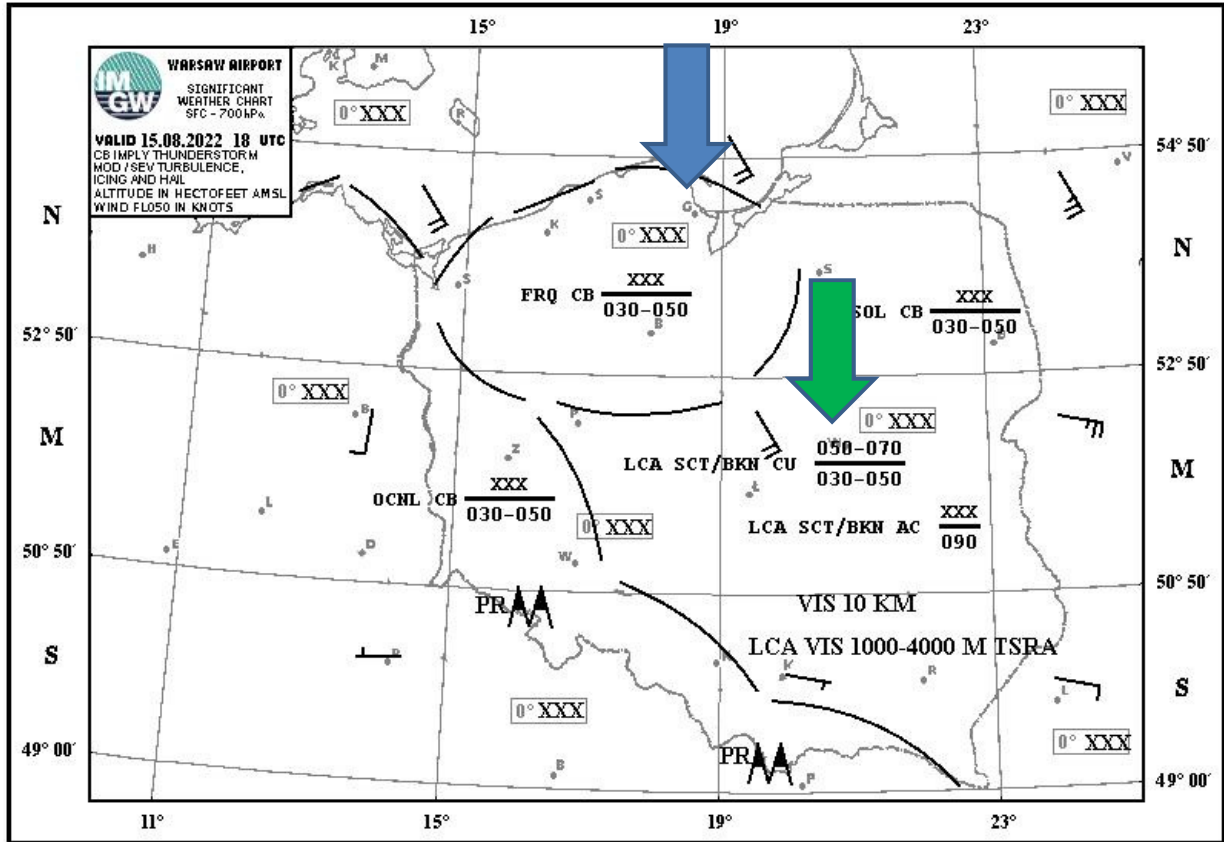 15° 19° 23°
IM
GW
WARSAW AIRPORT
SIGNIFICANT
WEATHER CHART
SFC - 700hPa
VALID 15.08.2022 18 UTC
CB IMPLY THUNDERSTORM
MOD / SEV TURBULENCE,
ICING AND HAIL
ALTITUDE IN HECTOFEET AMSL
WIND FL050 IN KNOTS
K M
R
0° XXX
0° XXX
54° 50′
V
N
N
H
S
K
G
S
S
0° XXX
FRQ CB XXX
030-050
SOL CB XXX
030-050
B
52° 50′
52° 50′
0° XXX
B
0° XXX
M
M
P
Z
LCA SCT/BKN CU 050-070
030-050
OCNL CB XXX
030-050
Ł
L
0° XXX
LCA SCT/BKN AC XXX
090
50° 50′
E
D
W
50° 50′
PR
VIS 10 KM
LCA VIS 1000-4000 M TSRA
S
S
K
R
L
0° XXX
0° XXX
49° 00′
PR
B
P
49° 00′
11° 15° 19° 23°